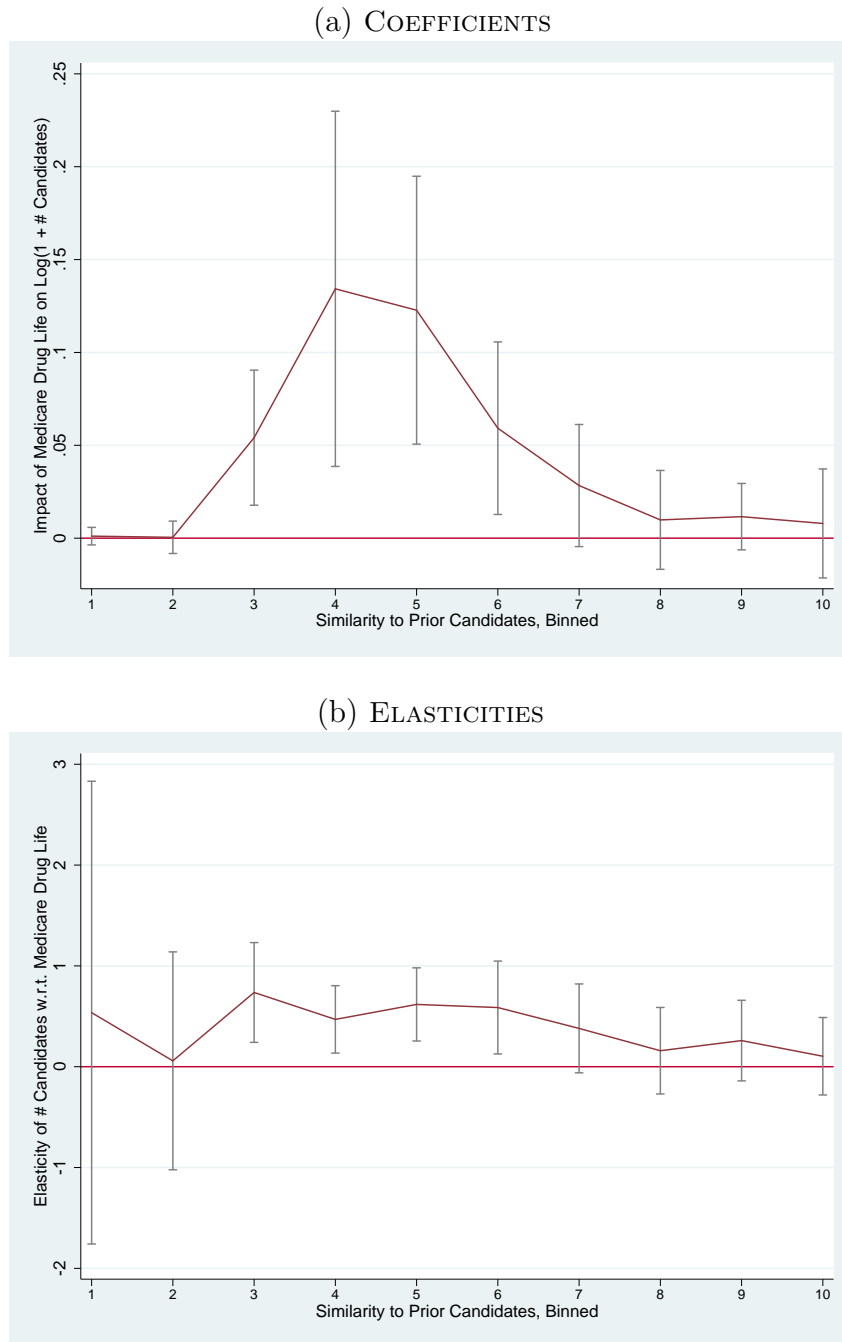 (a) Coefficients
Impact of Medicare Drug Life on Log(1 + # Candidates)
.25
.2
.15
.1
.05
0
1 2 3 4 5 6 7 8 9 10
Similarity to Prior Candidates, Binned
(b) Elasticities
Elasticity of # Candidates w.r.t. Medicare Drug Life
3
2
1
0
-1
-2
1 2 3 4 5 6 7 8 9 10
Similarity to Prior Candidates, Binned